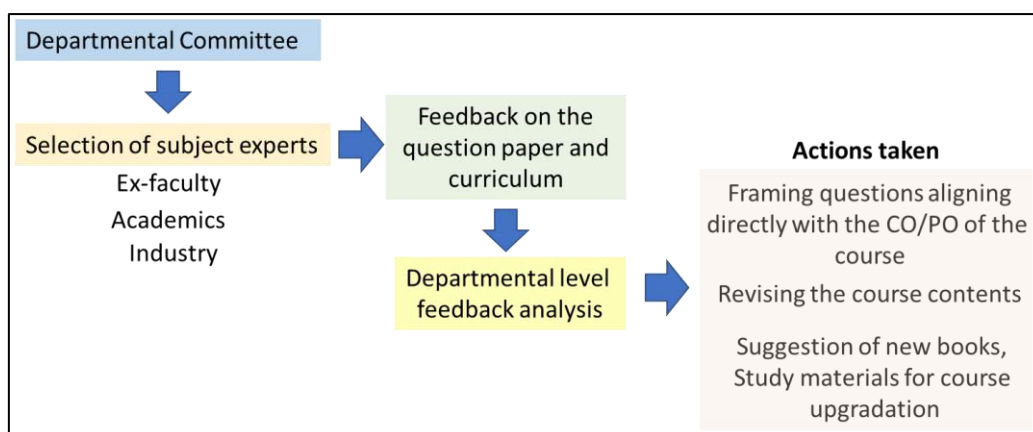 Departmental Committee
Selection of subject experts
Ex-faculty
Academics
Industry
Feedback on the
question paper and
curriculum
Departmental level
feedback analysis
Actions taken
Framing questions aligning
directly with the CO/PO of the
course
Revising the course contents
Suggestion of new books,
Study materials for course
upgradation